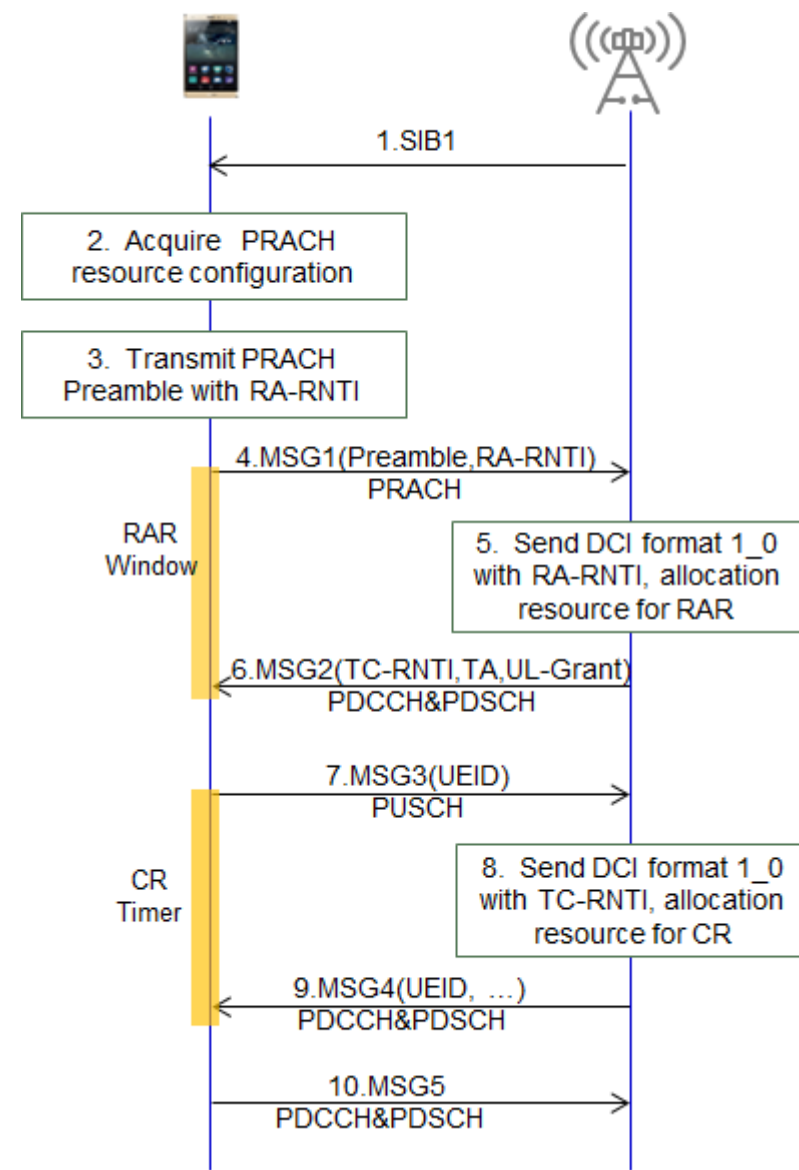 1.SIB1
2. Acquire PRACH
resource configuration
3. Transmit PRACH
Preamble with RA-RNTI
4.MSG1(Preamble,RA-RNTI)
PRACH
RAR
Window
5. Send DCI format 1_0
with RA-RNTI, allocation
resource for RAR
6.MSG2(TC-RNTI,TA,UL-Grant)
PDCCH&PDSCH
7.MSG3(UEID)
PUSCH
CR
Timer
8. Send DCI format 1_0
with TC-RNTI, allocation
resource for CR
9.MSG4(UEID, ...)
PDCCH&PDSCH
10.MSG5
PDCCH&PDSCH